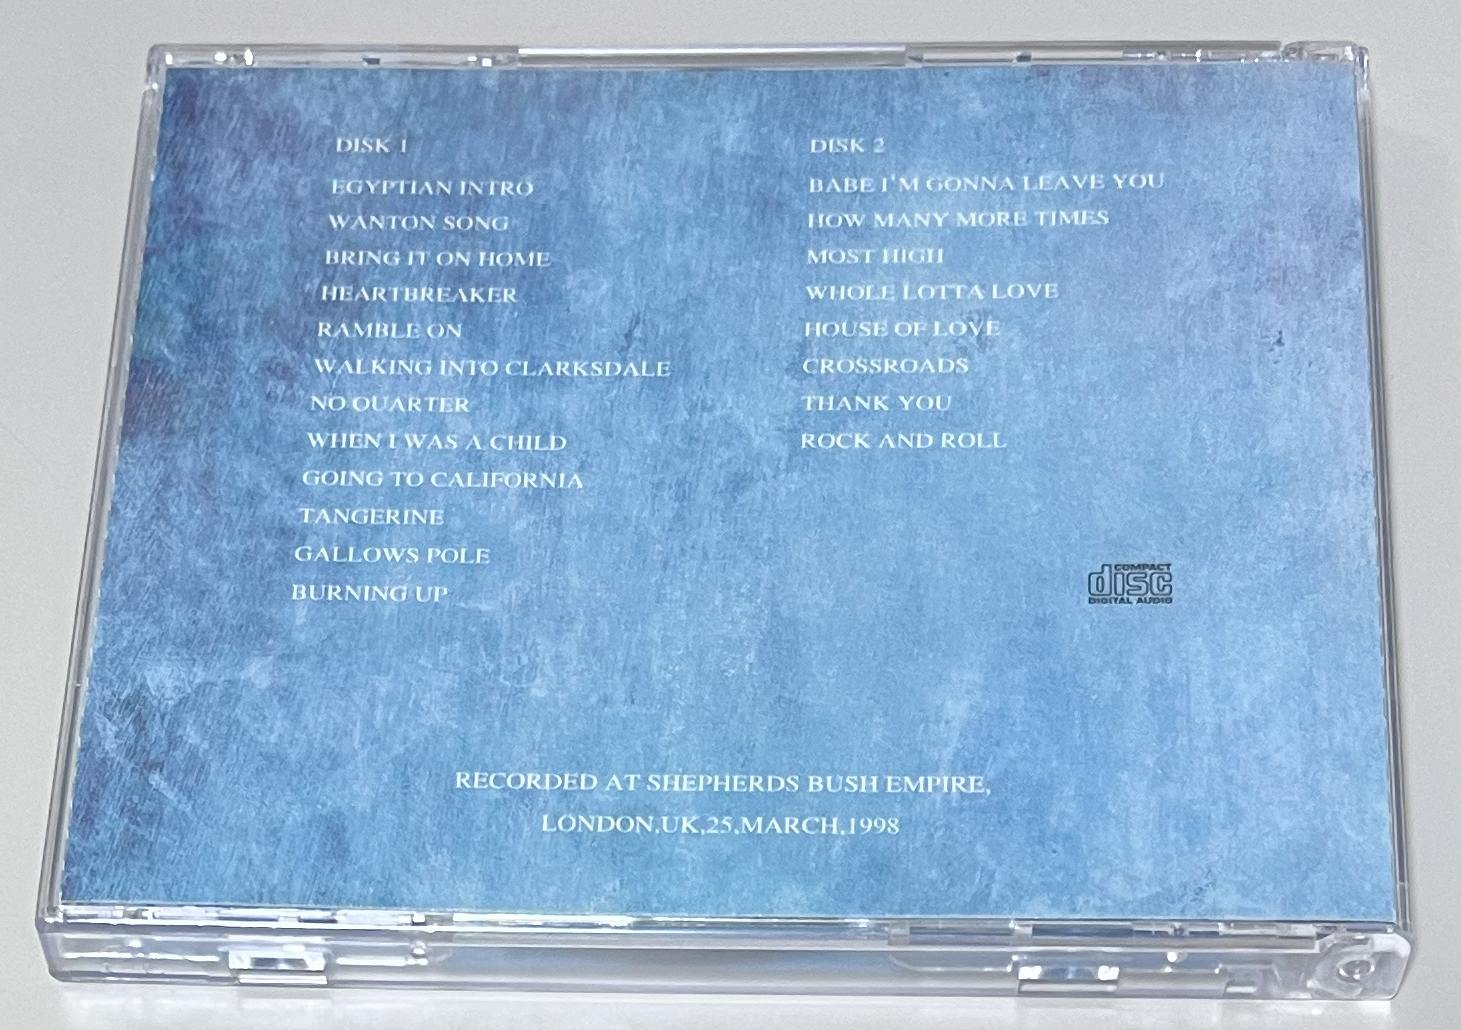 DISK 1
EGYPTIAN INTRO
WANTON SONG
BRING IT ON HOME
HEARTBREAKER
RAMBLE ON
WALKING INTO CLARKSDALE
NO QUARTER
WHEN I WAS A CHILD
GOING TO CALIFORNIA
TANGERINE
GALLOWS POLE
BURNING UP
DISK 2
BABE I'M GONNA LEAVE YOU
HOW MANY MORE TIMES
MOST HIGH
WHOLE LOTTA LOVE
HOUSE OF LOVE
CROSSROADS
THANK YOU
ROCK AND ROLL
COMPACT
disc
DIGITAL AUDIO
RECORDED AT SHEPHERDS BUSH EMPIRE,
LONDON,UK,25,MARCH,1998